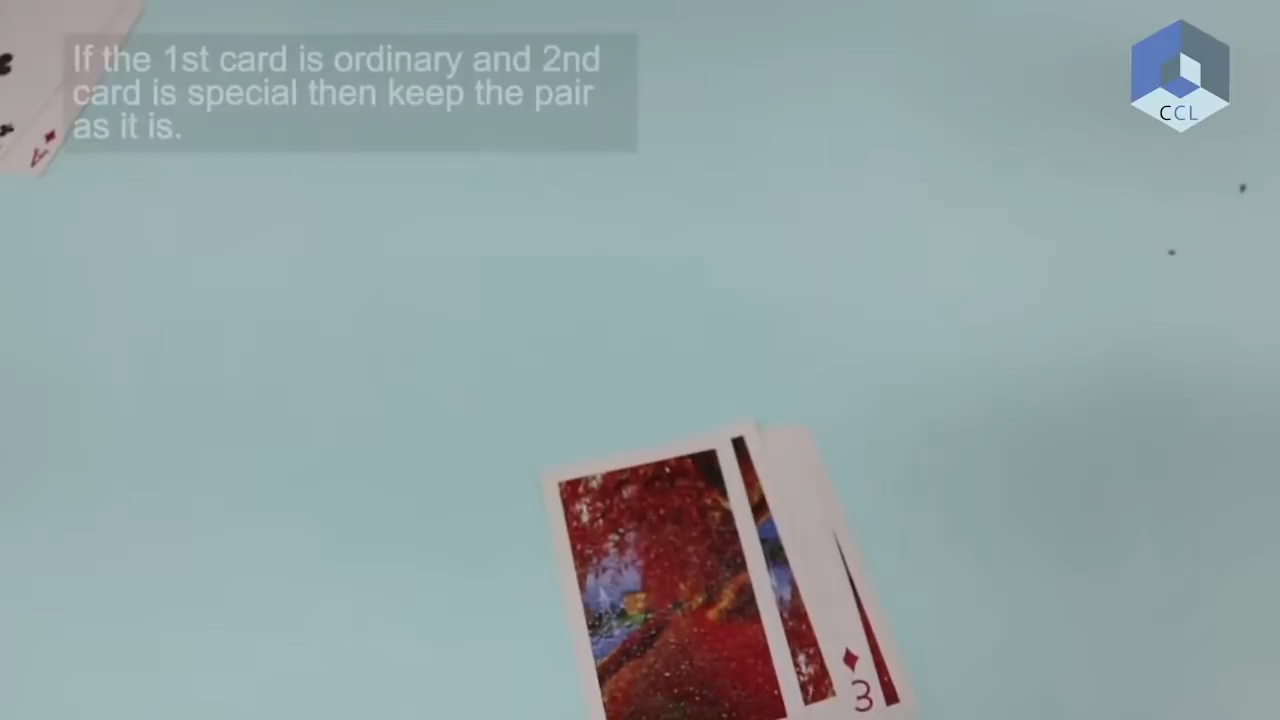 If the 1st card is ordinary and 2nd
card is special then keep the pair
as it is.
CCL
A
3